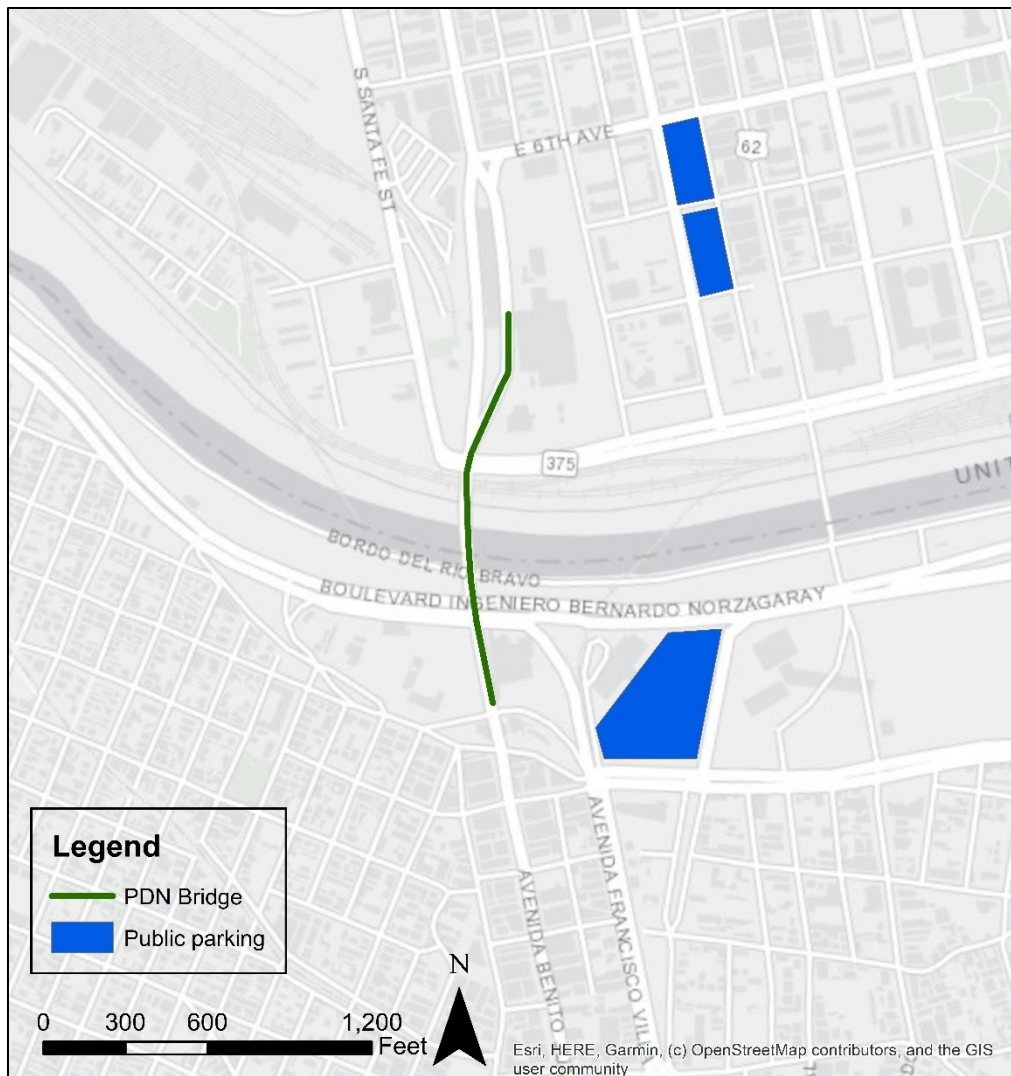 S SANTA FE ST
E 6TH AVE
62
375
UNIT
BORDO DEL RIO BRAVO
BOULEVARD INGENIERO BERNARDO NORZAGARAY
Legend
PDN Bridge
Public parking
AVENIDA BENITO
AVENIDA FRANCISCO VILL
N
0 300 600 1,200
Feet
Esri, HERE, Garmin, (c) OpenStreetMap contributors, and the GIS
user community